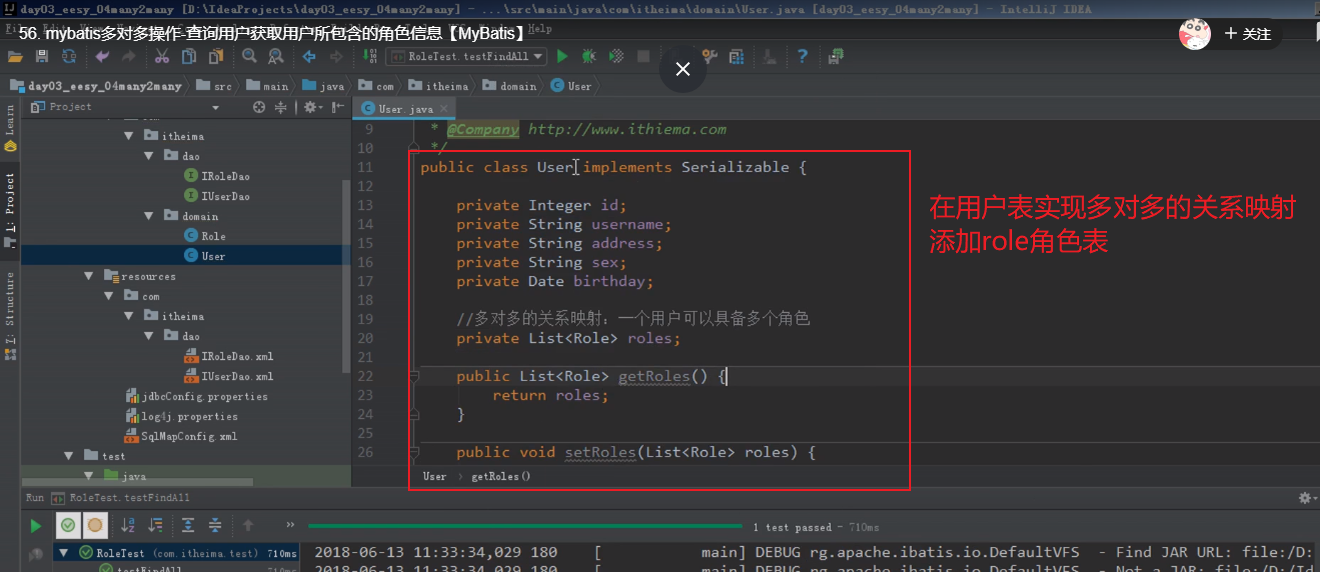 day03_eesy_04many2many [D:\IdeaProjects\day03_eesy_04many2many] - ...\src\main\java\com\itheima\domain\User.java [day03_eesy_04many2many] - IntelliJ IDEA
Help
56. mybatis多对多操作-查询用户获取用户所包含的角色信息【MyBatis】
+ 关注
RoleTest.testFindAll
day03_eesy_04many2many
src
main
java
com
itheima
domain
User
Project
User.java
Learn
1: Project
7: Structure
itheima
dao
IRoleDao
IUserDao
domain
Role
User
resources
com
itheima
dao
IRoleDao.xml
IUserDao.xml
jdbcConfig.properties
log4j.properties
SqlMapConfig.xml
test
java
9 * @Company http://www.ithiema.com
10 */
11 public class User implements Serializable {
12
13 private Integer id;
14 private String username;
15 private String address;
16 private String sex;
17 private Date birthday;
18
19 //多对多的关系映射：一个用户可以具备多个角色
20 private List<Role> roles;
21
22 public List<Role> getRoles() {
23 return roles;
24 }
25
26 public void setRoles(List<Role> roles) {
User > getRoles()
在用户表实现多对多的关系映射
添加role角色表
Run RoleTest.testFindAll
1 test passed - 710ms
RoleTest (com.itheima.test) 710ms
testFindAll 710ms
2018-06-13 11:33:34,029 180 [ main] DEBUG rg.apache.ibatis.io.DefaultVFS - Find JAR URL: file:/D:
2018-06-13 11:33:34,029 180 [ main] DEBUG rg.apache.ibatis.io.DefaultVFS - Not a JAR: file:/D:/Id